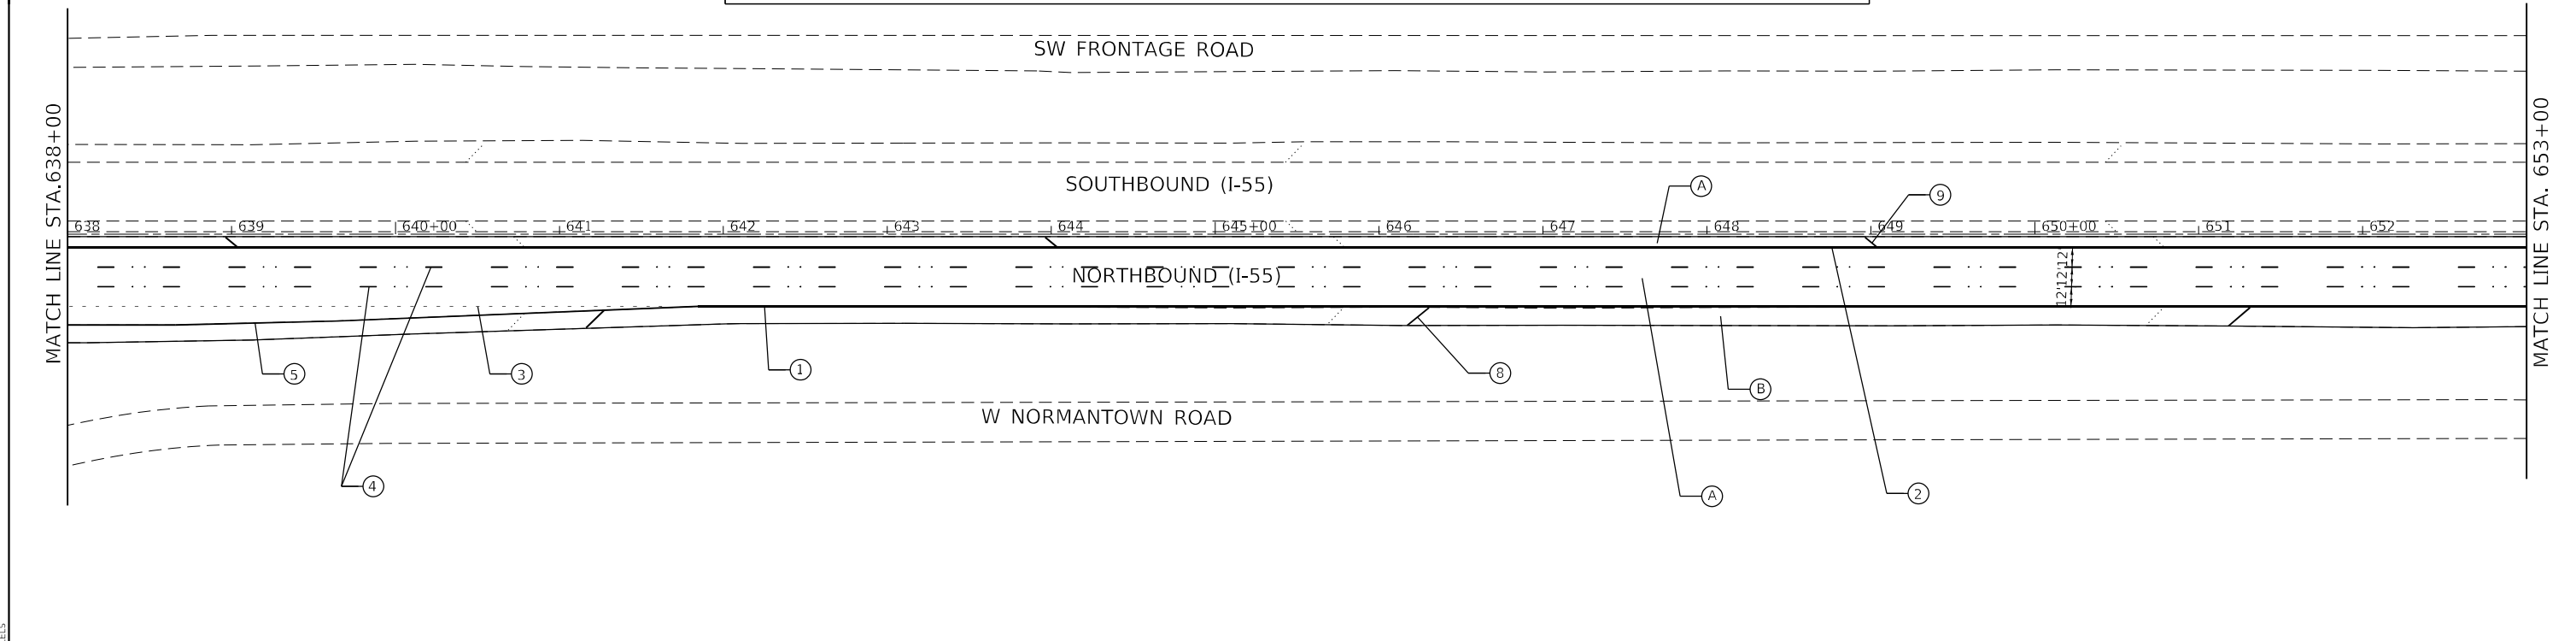 SW FRONTAGE ROAD
MATCH LINE STA.638+00
MATCH LINE STA. 653+00
SOUTHBOUND (I-55)
A
9
638 639 640+00 641 642 643 644 645+00 646 647 648 649 650+00 651 652
NORTHBOUND (I-55)
12' 12' 12'
5
3
1
8
B
W NORMANTOWN ROAD
4
A
2